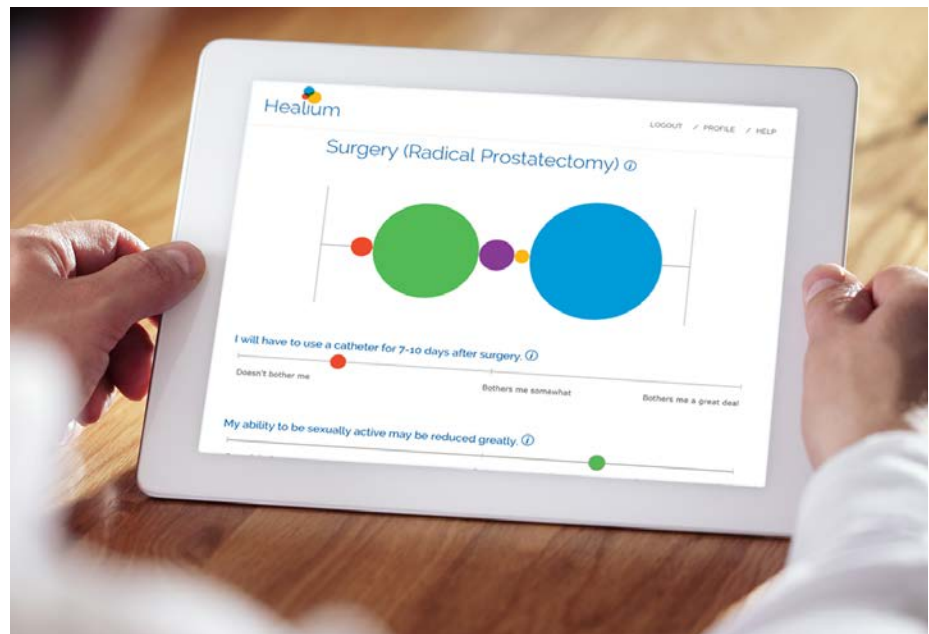 Healium
LOGOUT / PROFILE / HELP
Surgery (Radical Prostatectomy) i
I will have to use a catheter for 7-10 days after surgery. i
Doesn't bother me
Bothers me somewhat
Bothers me a great deal
My ability to be sexually active may be reduced greatly. i